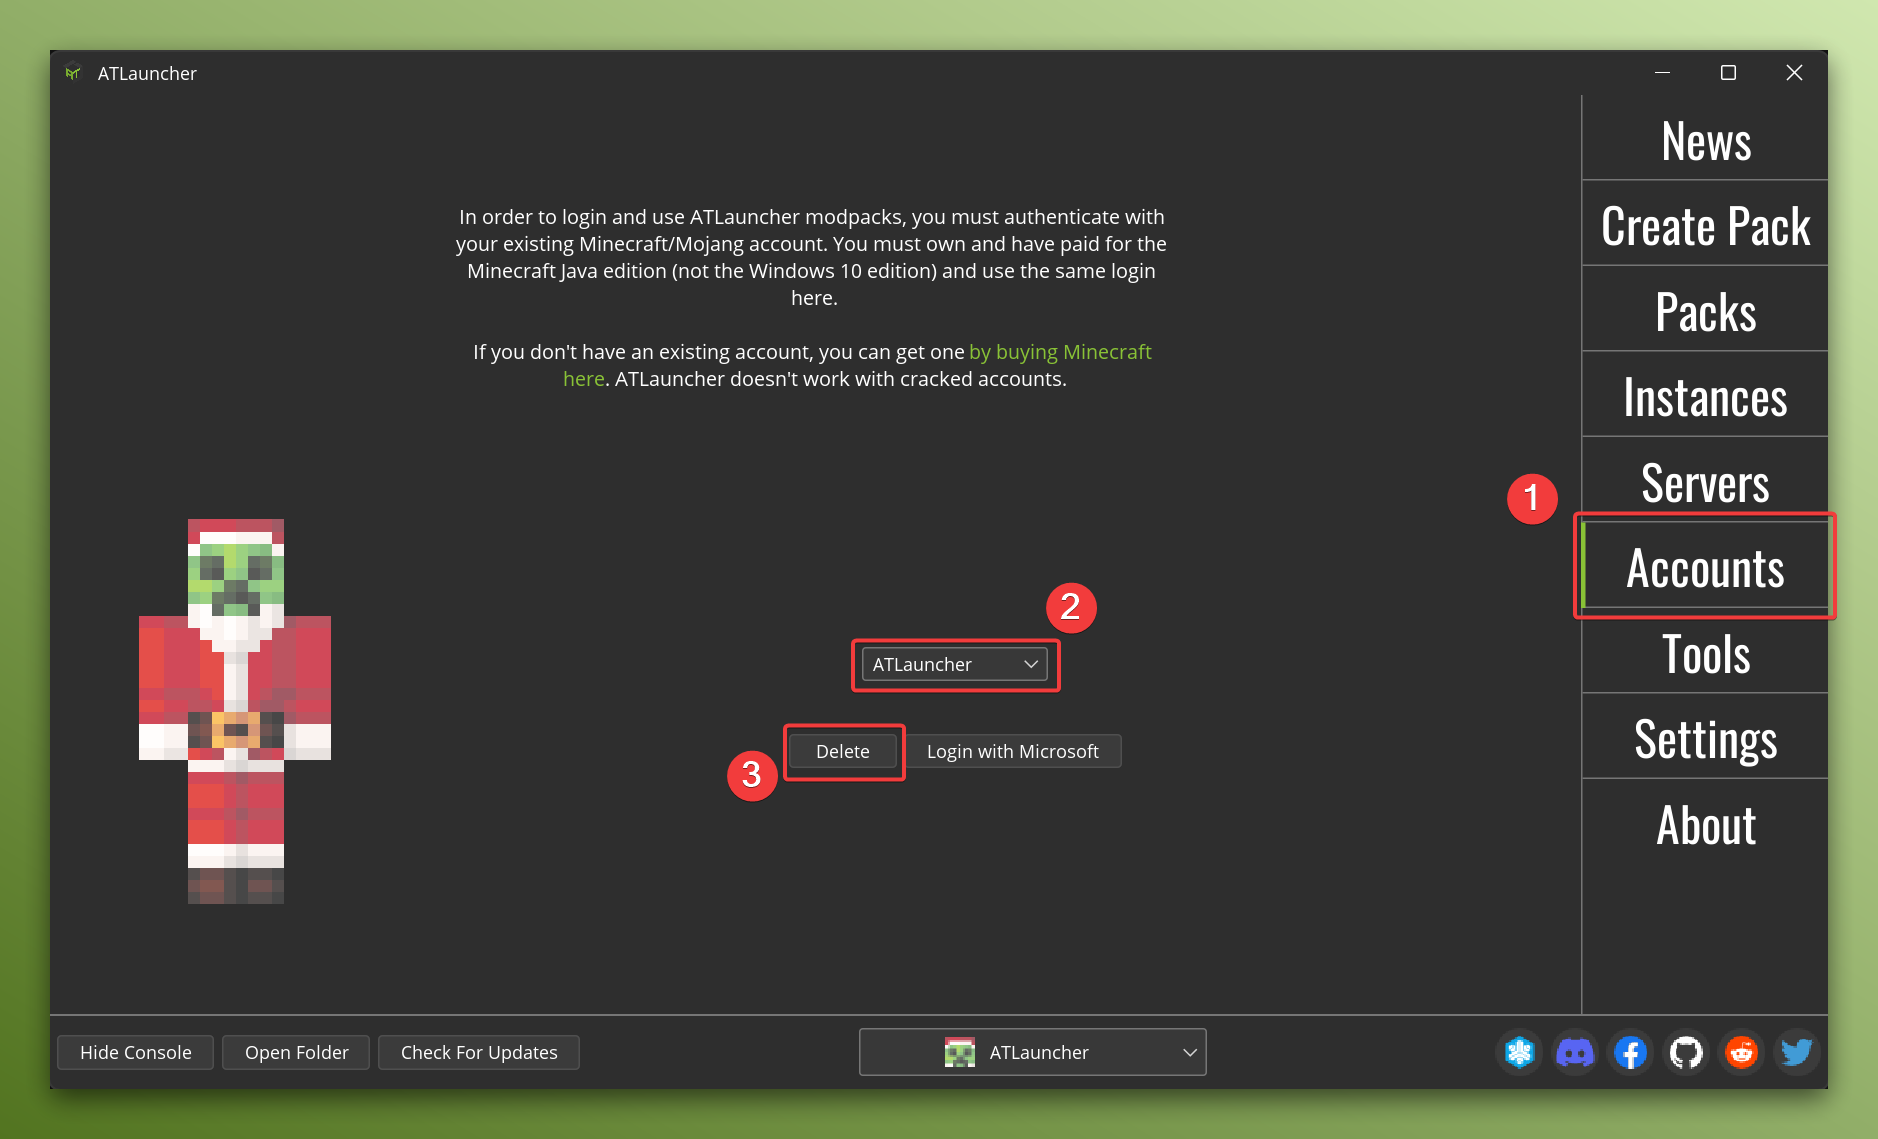 ATLauncher
News
Create Pack
Packs
Instances
Servers
Accounts
Tools
Settings
About
In order to login and use ATLauncher modpacks, you must authenticate with
your existing Minecraft/Mojang account. You must own and have paid for the
Minecraft Java edition (not the Windows 10 edition) and use the same login
here.
If you don't have an existing account, you can get one by buying Minecraft
here. ATLauncher doesn't work with cracked accounts.
1
2
ATLauncher
3
Delete
Login with Microsoft
Hide Console
Open Folder
Check For Updates
ATLauncher